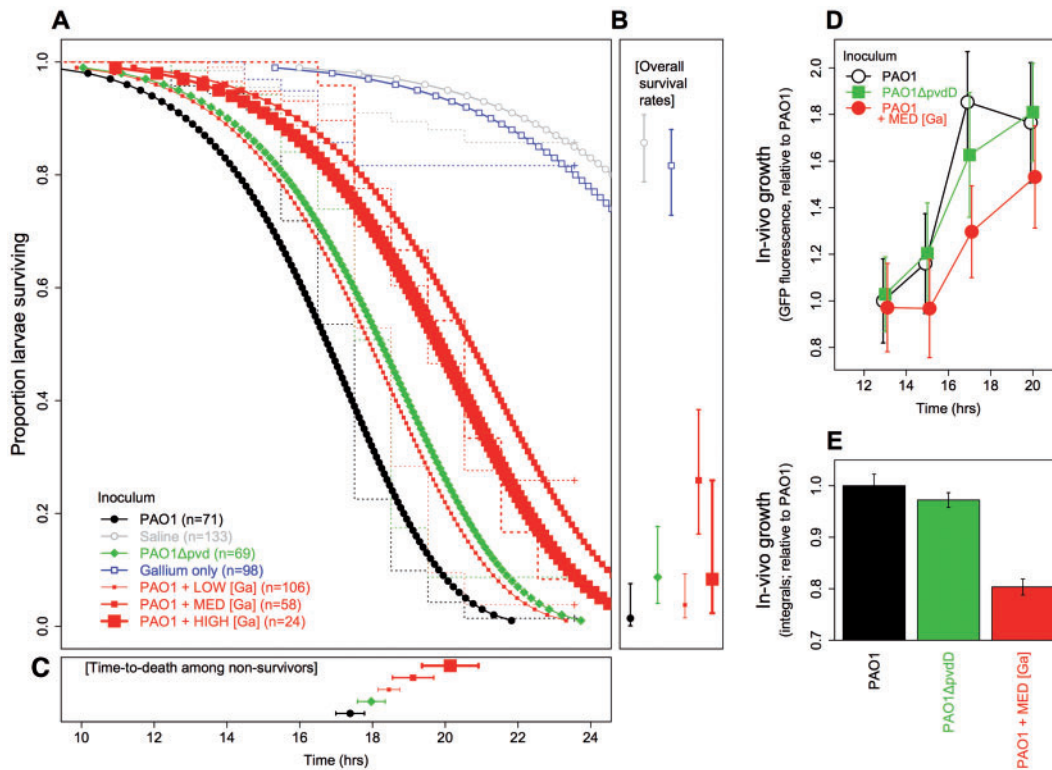 A
Proportion larvae surviving
1.0
0.8
0.6
0.4
0.2
0.0
Inoculum
PAO1 (n=71)
Saline (n=133)
PAO1Δpvd (n=69)
Gallium only (n=98)
PAO1 + LOW [Ga] (n=106)
PAO1 + MED [Ga] (n=58)
PAO1 + HIGH [Ga] (n=24)
B
[Overall
survival
rates]
C
[Time-to-death among non-survivors]
10 12 14 16 18 20 22 24
Time (hrs)
D
In-vivo growth
(GFP fluorescence, relative to PAO1)
2.0
1.8
1.6
1.4
1.2
1.0
0.8
Inoculum
PAO1
PAO1ΔpvdD
PAO1
+ MED [Ga]
12 14 16 18 20
Time (hrs)
E
In-vivo growth
(integrals; relative to PAO1)
1.0
0.9
0.8
0.7
PAO1
PAO1ΔpvdD
PAO1 + MED [Ga]